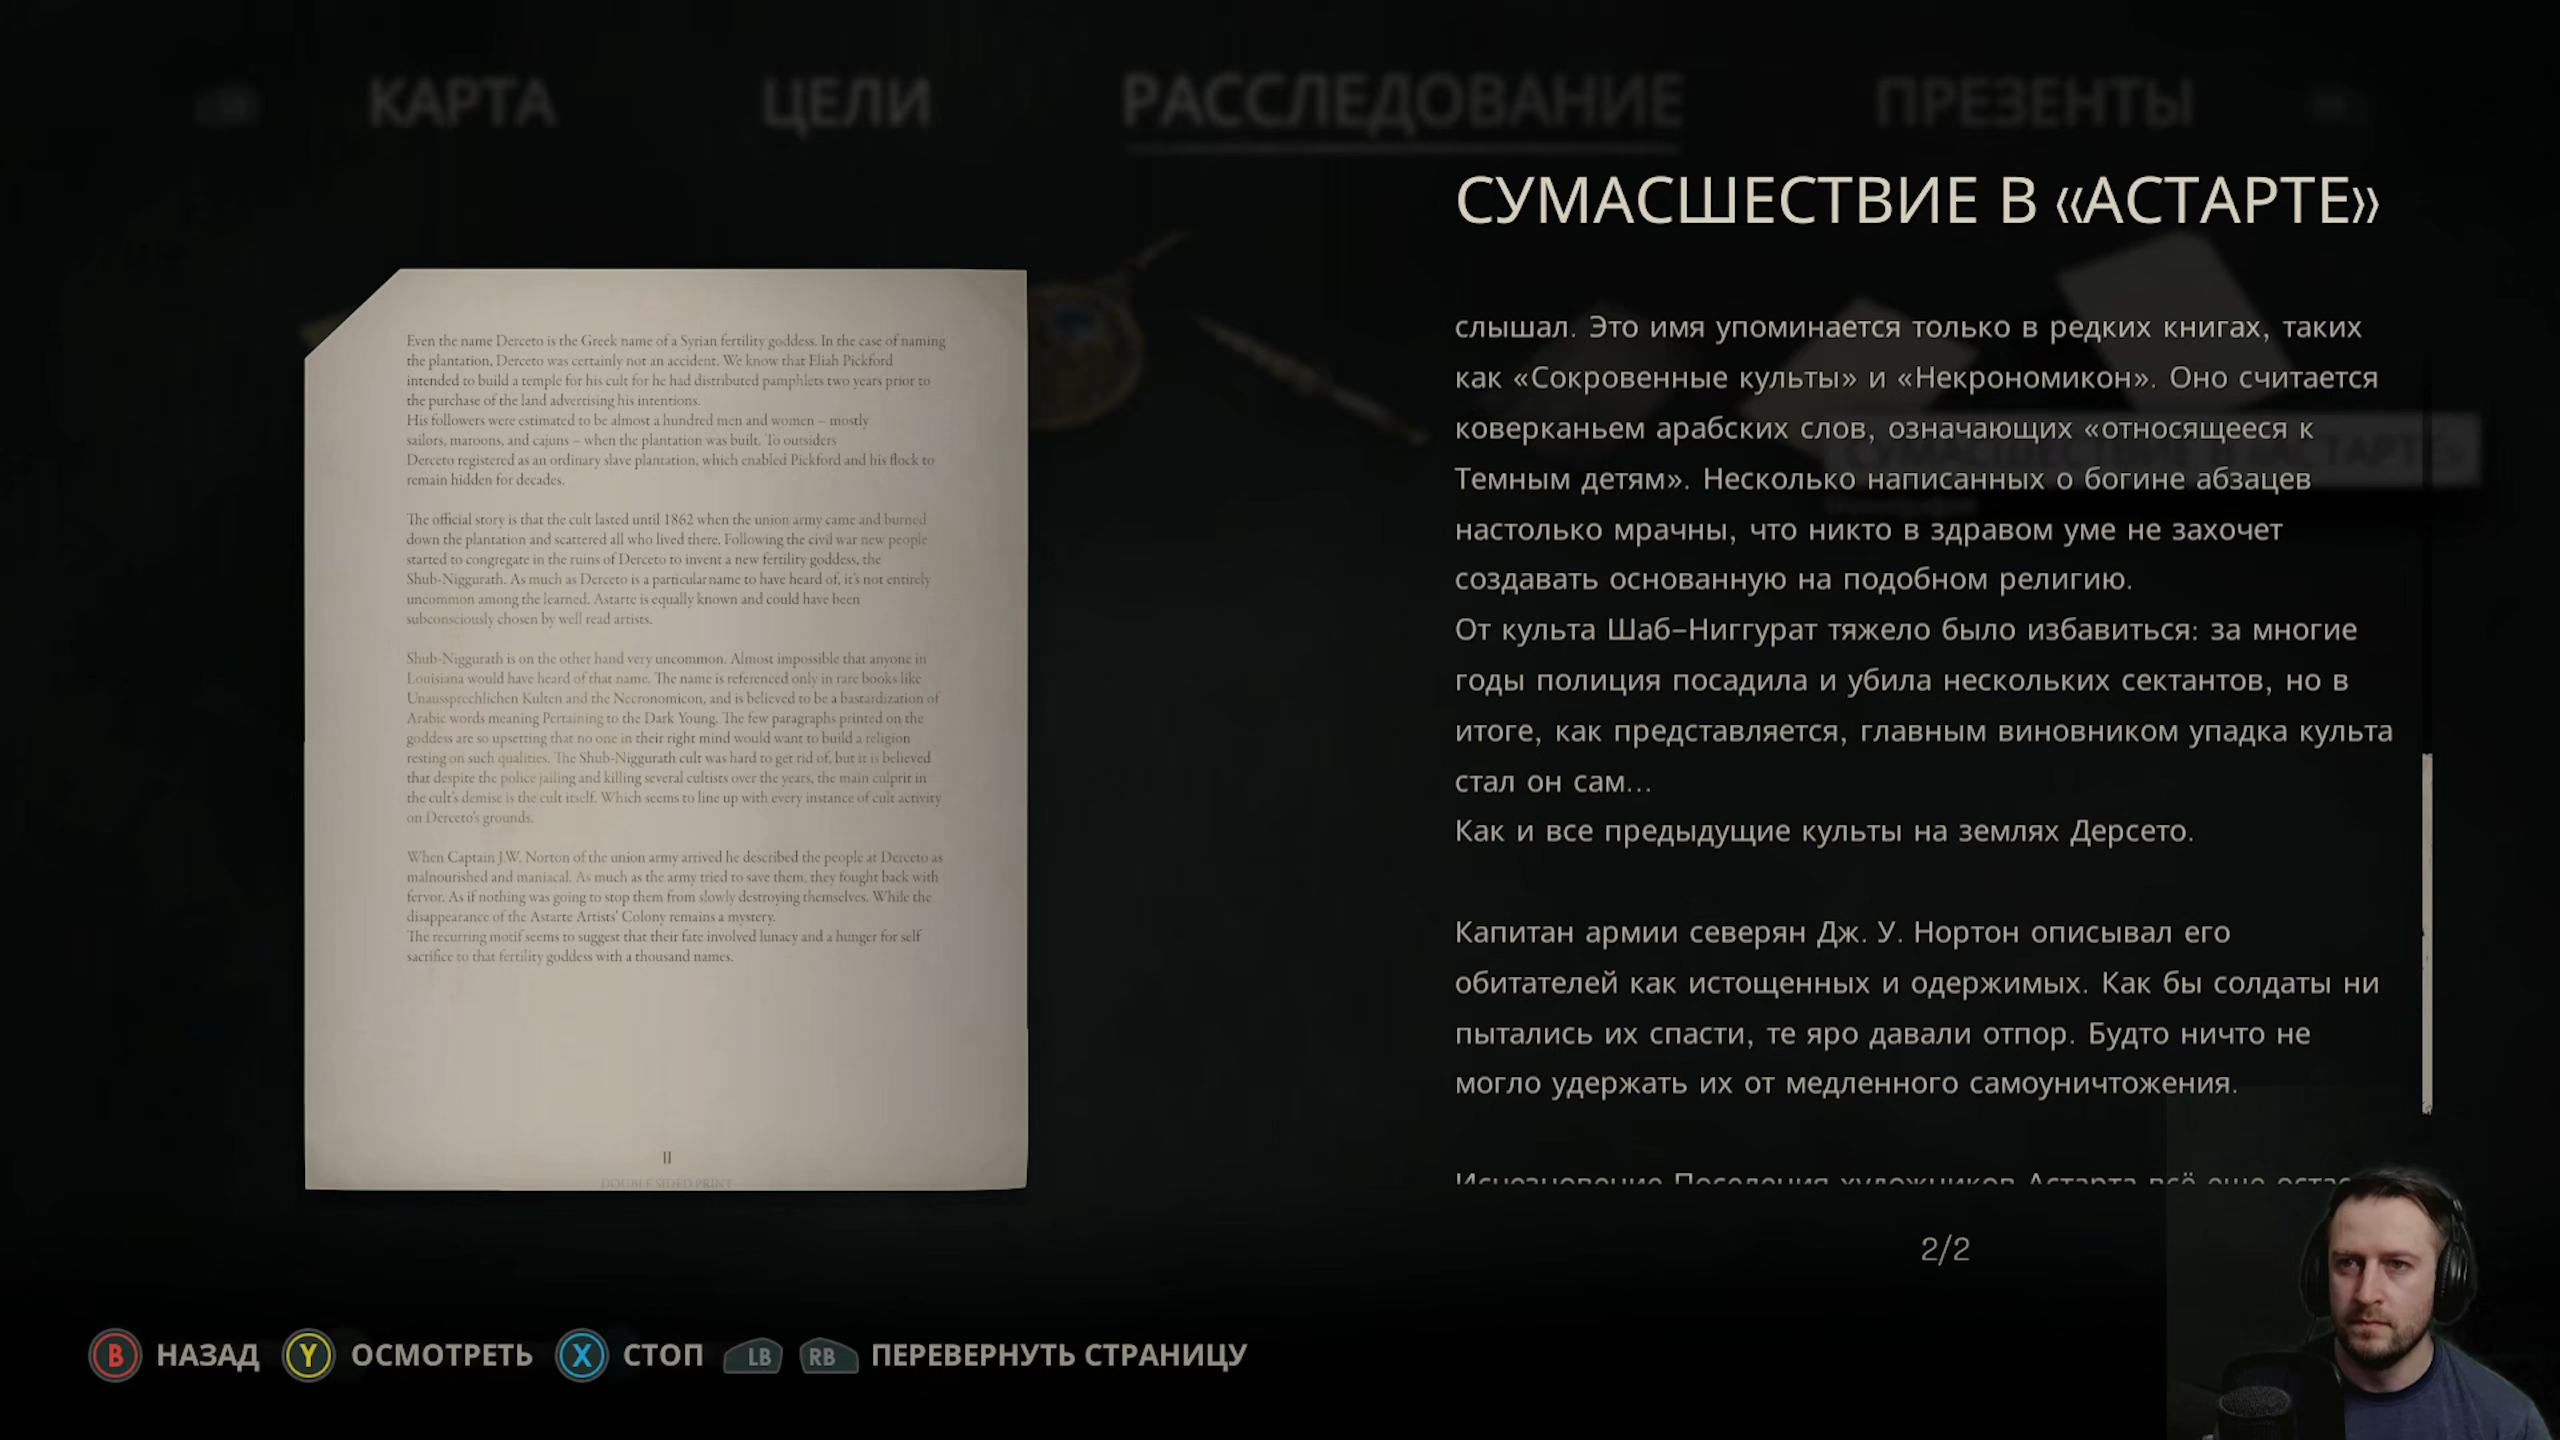 КАРТА
ЦЕЛИ
РАССЛЕДОВАНИЕ
ПРЕЗЕНТЫ
СУМАСШЕСТВИЕ В «АСТАРТЕ»
Even the name Derceto is the Greek name of a Syrian fertility goddess. In the case of naming
the plantation, Derceto was certainly not an accident. We know that Eliah Pickford
intended to build a temple for his cult for he had distributed pamphlets two years prior to
the purchase of the land advertising his intentions.
His followers were estimated to be almost a hundred men and women – mostly
sailors, maroons, and cajuns – when the plantation was built. To outsiders
Derceto registered as an ordinary slave plantation, which enabled Pickford and his flock to
remain hidden for decades.
The official story is that the cult lasted until 1862 when the union army came and burned
down the plantation and scattered all who lived there. Following the civil war new people
started to congregate in the ruins of Derceto to invent a new fertility goddess, the
Shub-Niggurath. As much as Derceto is a particular name to have heard of, it's not entirely
uncommon among the learned. Astarte is equally known and could have been
subconsciously chosen by well read artists.
Shub-Niggurath is on the other hand very uncommon. Almost impossible that anyone in
Louisiana would have heard of that name. The name is referenced only in rare books like
Unaussprechlichen Kulten and the Necronomicon, and is believed to be a bastardization of
Arabic words meaning Pertaining to the Dark Young. The few paragraphs printed on the
goddess are so upsetting that no one in their right mind would want to build a religion
resting on such qualities. The Shub-Niggurath cult was hard to get rid of, but it is believed
that despite the police jailing and killing several cultists over the years, the main culprit in
the cult's demise is the cult itself. Which seems to line up with every instance of cult activity
on Derceto's grounds.
When Captain J.W. Norton of the union army arrived he described the people at Derceto as
malnourished and maniacal. As much as the army tried to save them, they fought back with
fervor. As if nothing was going to stop them from slowly destroying themselves. While the
disappearance of the Astarte Artists' Colony remains a mystery.
The recurring motif seems to suggest that their fate involved lunacy and a hunger for self
sacrifice to that fertility goddess with a thousand names.
II
DOUBLE SIDED PRINT
слышал. Это имя упоминается только в редких книгах, таких
как «Сокровенные культы» и «Некрономикон». Оно считается
коверканьем арабских слов, означающих «относящееся к
Темным детям». Несколько написанных о богине абзацев
настолько мрачны, что никто в здравом уме не захочет
создавать основанную на подобном религию.
От культа Шаб-Ниггурат тяжело было избавиться: за многие
годы полиция посадила и убила нескольких сектантов, но в
итоге, как представляется, главным виновником упадка культа
стал он сам...
Как и все предыдущие культы на землях Дерсето.
Капитан армии северян Дж. У. Нортон описывал его
обитателей как истощенных и одержимых. Как бы солдаты ни
пытались их спасти, те яро давали отпор. Будто ничто не
могло удержать их от медленного самоуничтожения.
Исчезновение Поселения художников Астарта всё еще
2/2
B НАЗАД Y ОСМОТРЕТЬ X СТОП LB RB ПЕРЕВЕРНУТЬ СТРАНИЦУ